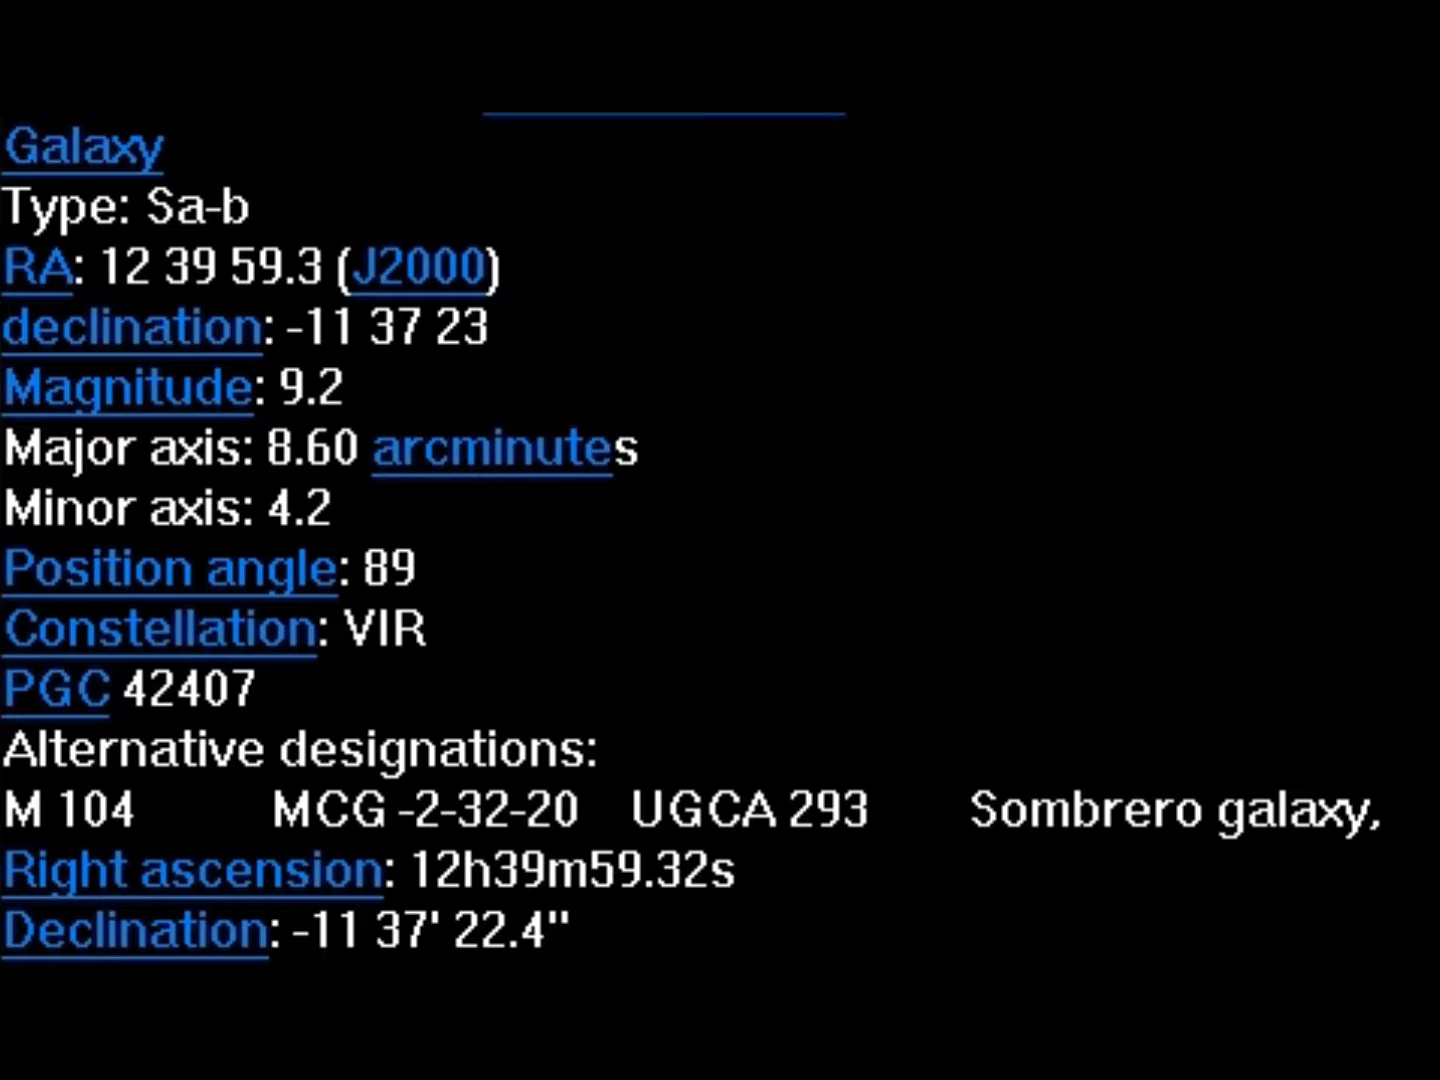 Galaxy
Type: Sa-b
RA: 12 39 59.3 (J2000)
declination: -11 37 23
Magnitude: 9.2
Major axis: 8.60 arcminutes
Minor axis: 4.2
Position angle: 89
Constellation: VIR
PGC 42407
Alternative designations:
M 104 MCG -2-32-20 UGCA 293 Sombrero galaxy,
Right ascension: 12h39m59.32s
Declination: -11 37' 22.4"